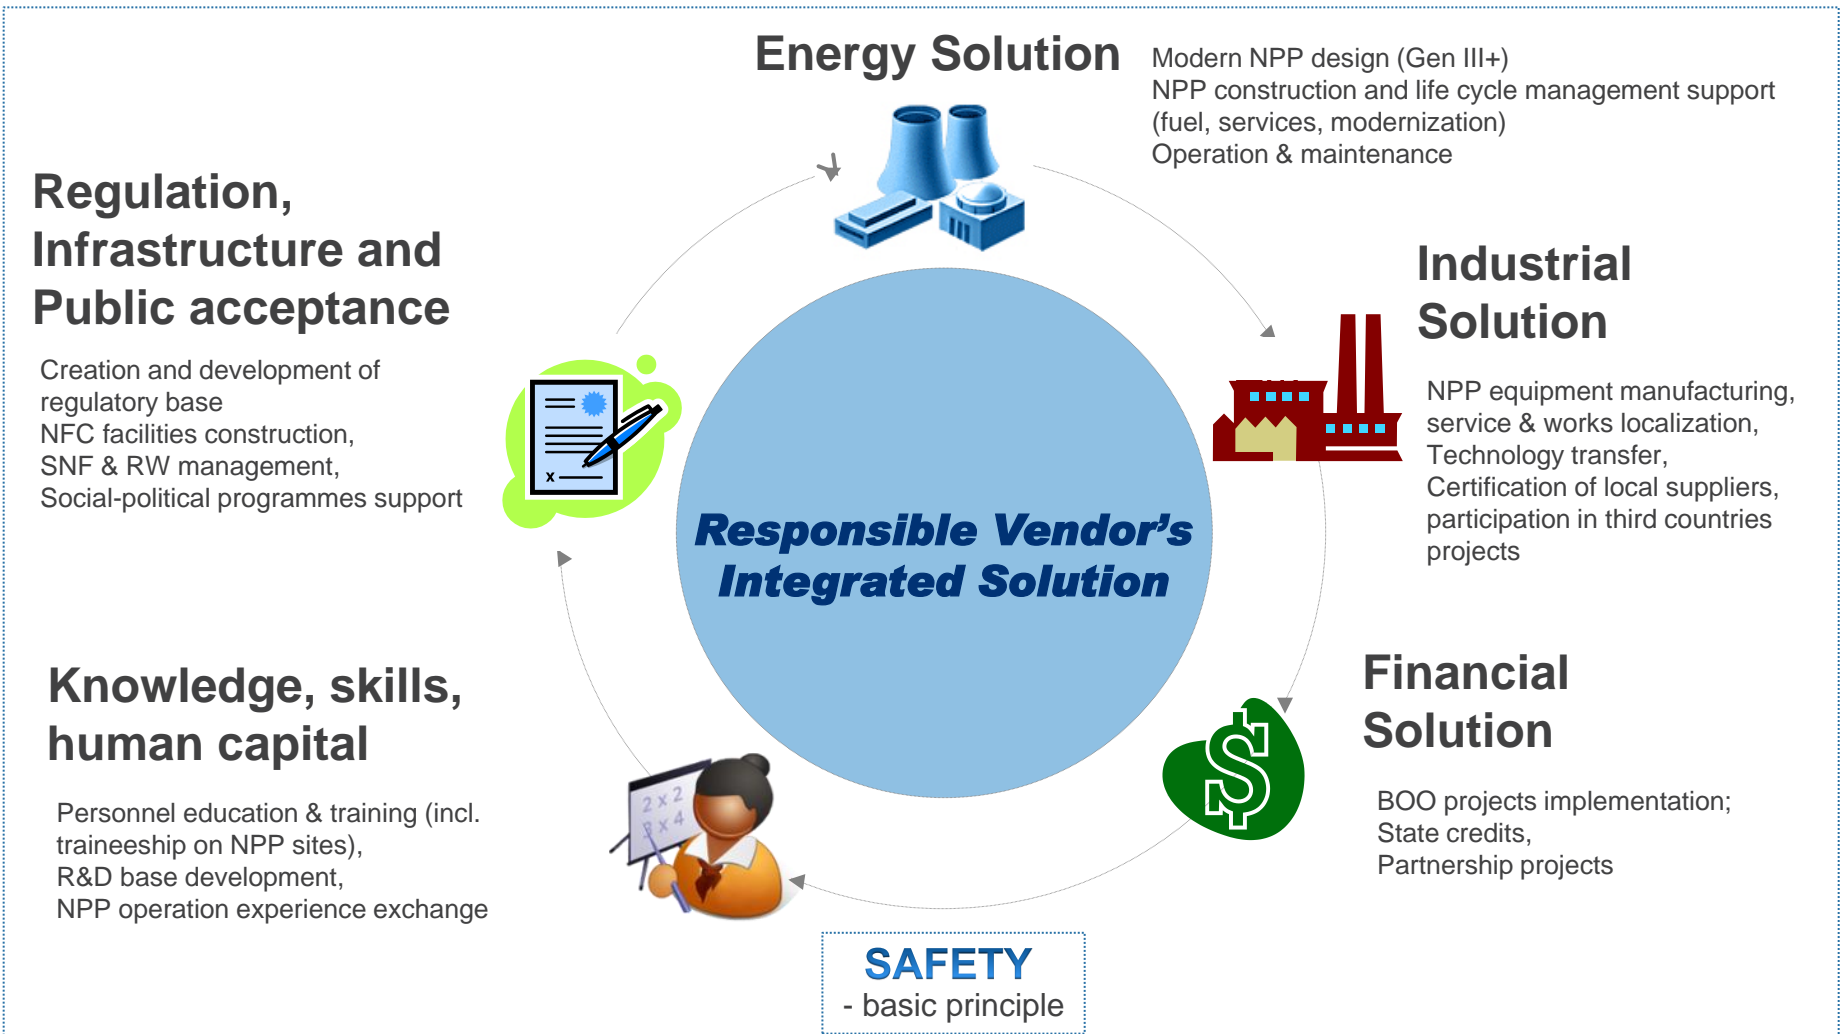 Energy Solution
Modern NPP design (Gen III+)
NPP construction and life cycle management support
(fuel, services, modernization)
Operation & maintenance
Industrial
Solution
NPP equipment manufacturing,
service & works localization,
Technology transfer,
Certification of local suppliers,
participation in third countries
projects
Financial
Solution
BOO projects implementation;
State credits,
Partnership projects
Knowledge, skills,
human capital
Personnel education & training (incl.
traineeship on NPP sites),
R&D base development,
NPP operation experience exchange
Regulation,
Infrastructure and
Public acceptance
Creation and development of
regulatory base
NFC facilities construction,
SNF & RW management,
Social-political programmes support
x
2 x 2
3 x 4
$
Responsible Vendor’s
Integrated Solution
SAFETY
- basic principle